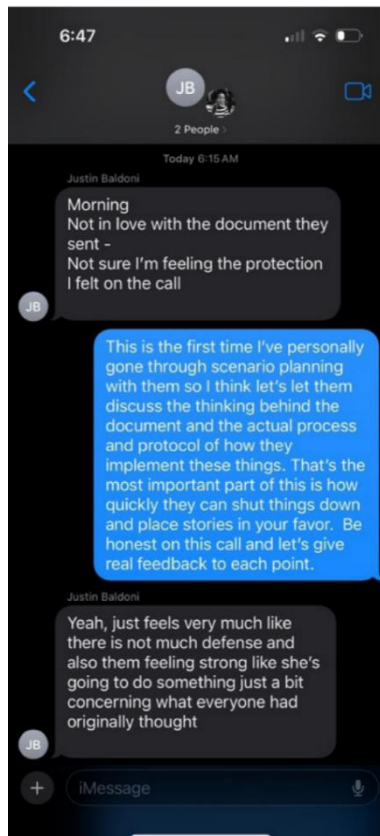 6:47
JB
2 People
Today 6:15 AM
Justin Baldoni
Morning
Not in love with the document they
sent -
Not sure I'm feeling the protection
I felt on the call
JB
This is the first time I've personally
gone through scenario planning
with them so I think let's let them
discuss the thinking behind the
document and the actual process
and protocol of how they
implement these things. That's the
most important part of this is how
quickly they can shut things down
and place stories in your favor.  Be
honest on this call and let's give
real feedback to each point.
Justin Baldoni
Yeah, just feels very much like
there is not much defense and
also them feeling strong like she's
going to do something just a bit
concerning what everyone had
originally thought
JB
iMessage